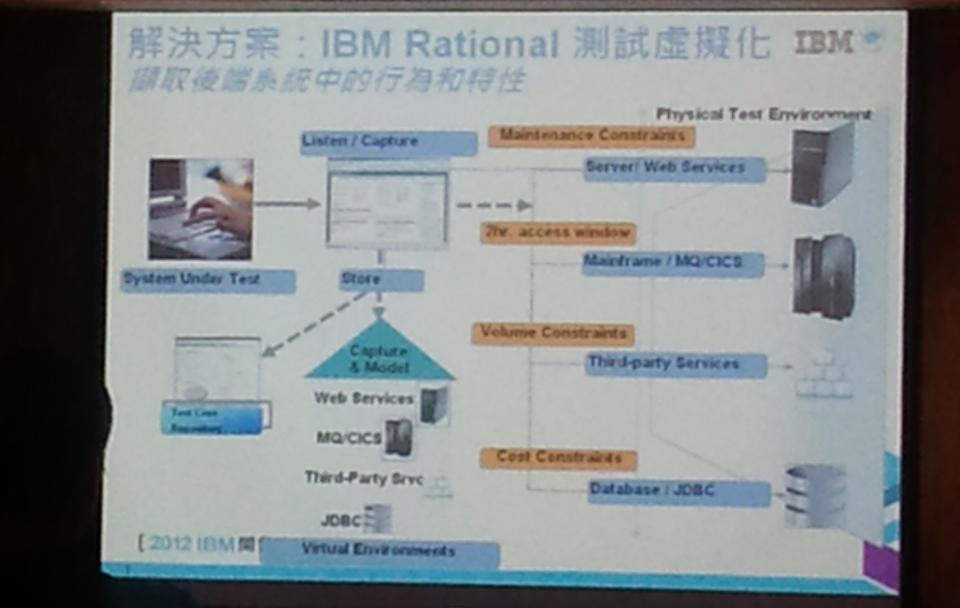 解決方案：IBM Rational 測試虛擬化
IBM
擷取後端系統中的行為和特性
Physical Test Environment
Listen / Capture
Maintenance Constraints
Server/ Web Services
2hr. access window
System Under Test
Store
Mainframe / MQ/CICS
Volume Constraints
Capture
& Model
Third-party Services
Web Services
Test Case
Repository
MQ/CICS
Cost Constraints
Third-Party Srvc
Database / JDBC
JDBC
[ 2012 IBM 開
Virtual Environments